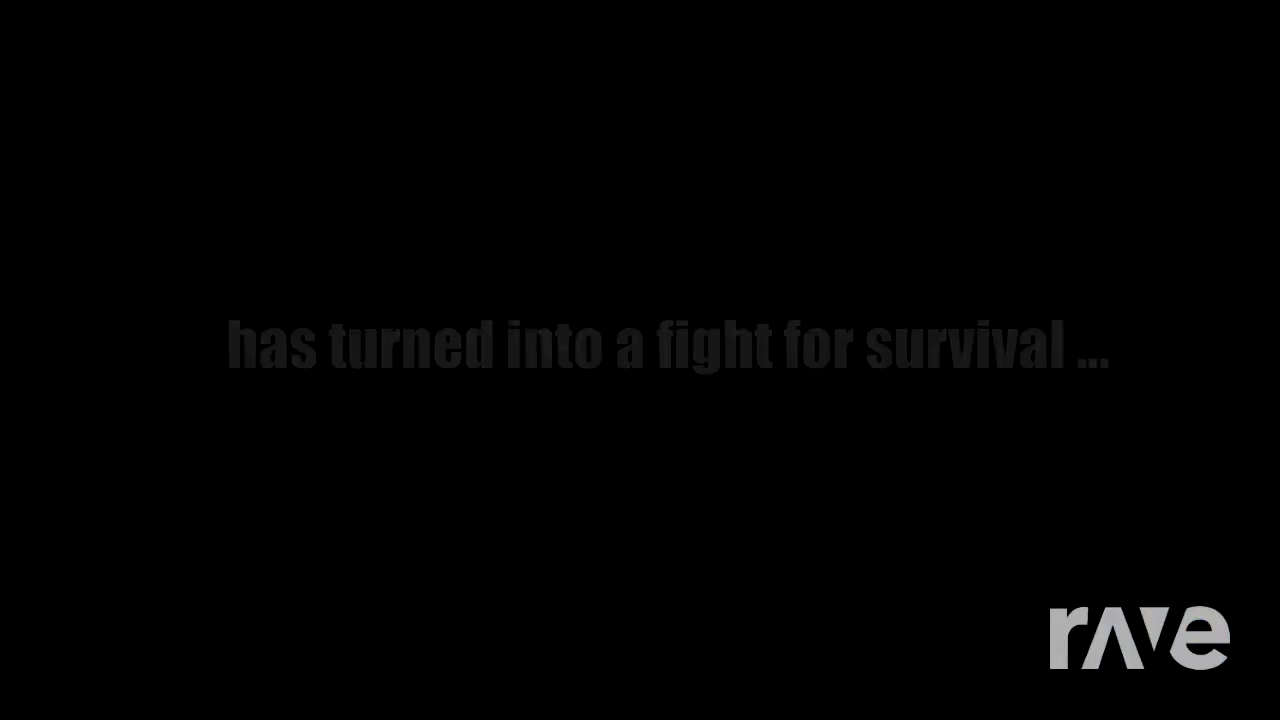 has turned into a fight for survival ...
rave